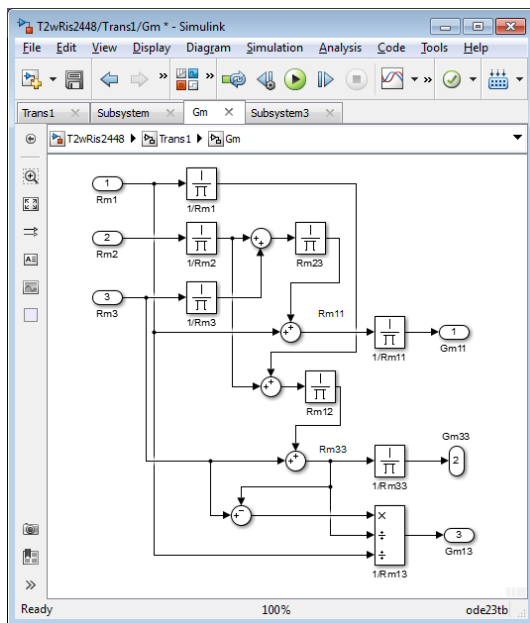 T2wRis2448/Trans1/Gm * - Simulink
File Edit View Display Diagram Simulation Analysis Code Tools Help
Trans1 Subsystem Gm Subsystem3
T2wRis2448 Trans1 Gm
1
Rm1
1/Rm1
2
Rm2
1/Rm2
Rm23
3
Rm3
1/Rm3
Rm11
1/Rm11
1
Gm11
Rm12
Rm33
1/Rm33
Gm33
2
1/Rm13
3
Gm13
Ready 100% ode23tb